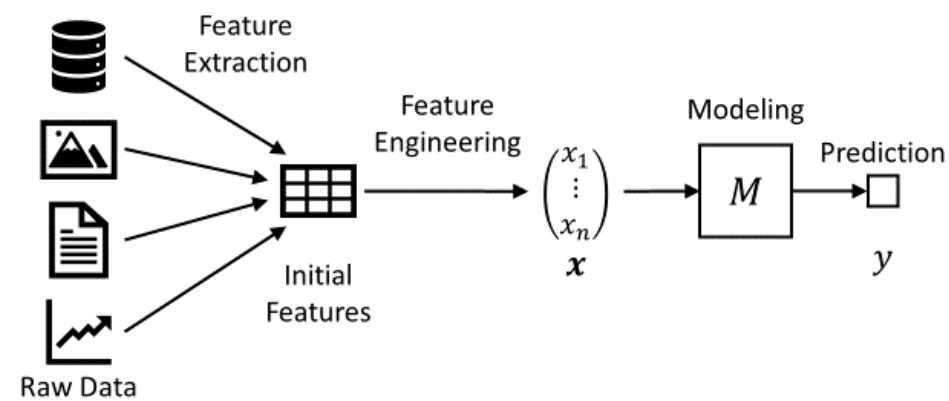 Feature
Extraction
Feature
Engineering
Modeling
Prediction
x₁
⋮
xₙ
x
M
y
Initial
Features
Raw Data